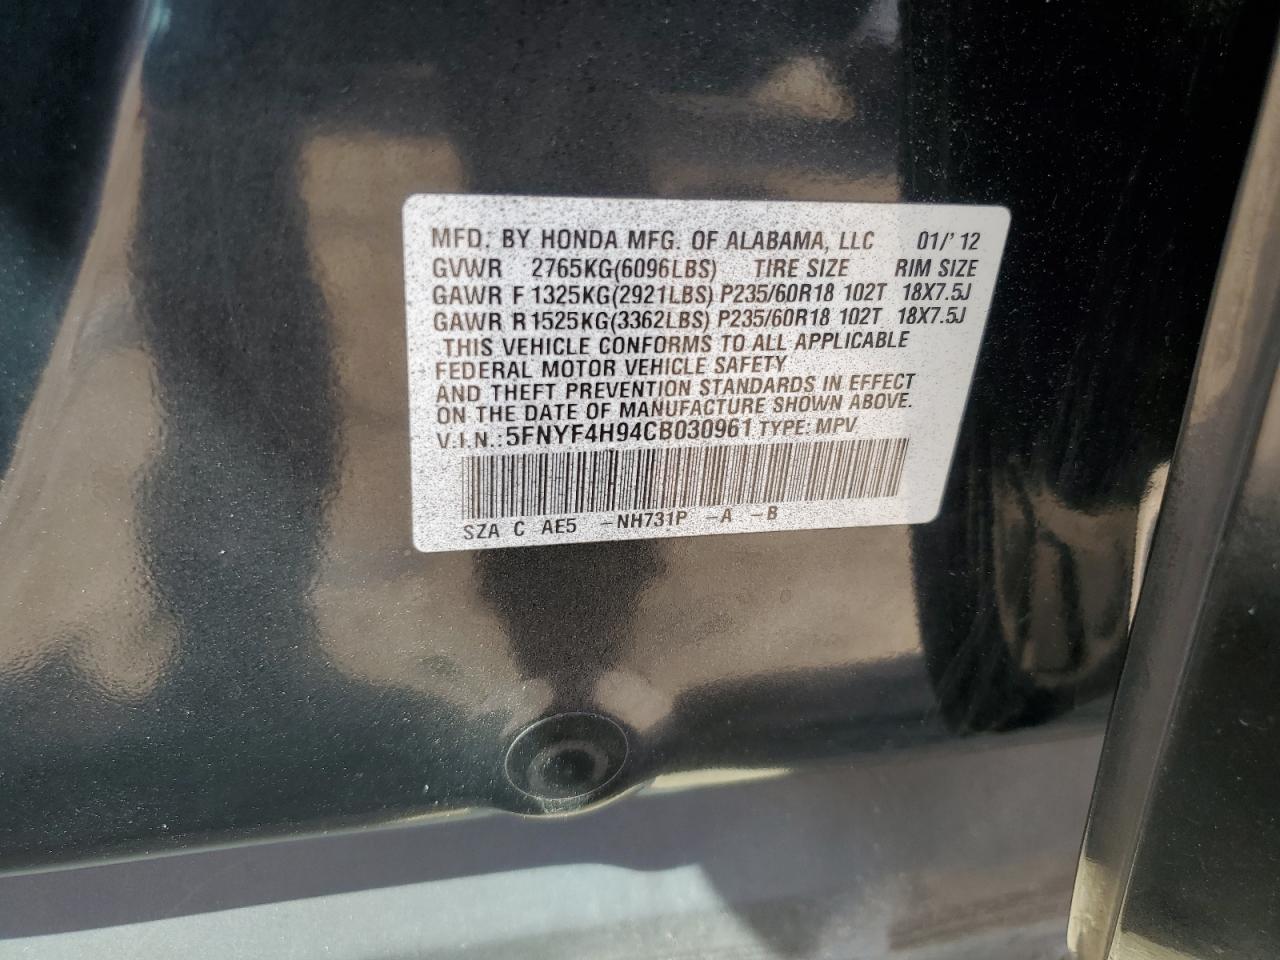 MFD. BY HONDA MFG. OF ALABAMA, LLC 01/'12
GVWR 2765KG(6096LBS) TIRE SIZE RIM SIZE
GAWR F 1325KG(2921LBS) P235/60R18 102T 18X7.5J
GAWR R 1525KG(3362LBS) P235/60R18 102T 18X7.5J
THIS VEHICLE CONFORMS TO ALL APPLICABLE
FEDERAL MOTOR VEHICLE SAFETY
AND THEFT PREVENTION STANDARDS IN EFFECT
ON THE DATE OF MANUFACTURE SHOWN ABOVE.
V.I.N.: 5FNYF4H94CB030961 TYPE: MPV
SZA C AE5 -NH731P -A -B